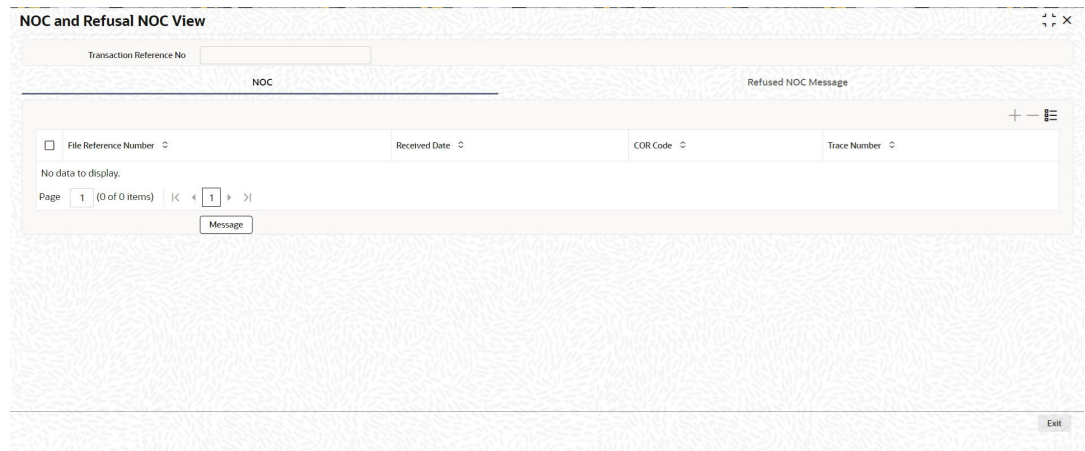 NOC and Refusal NOC View
Transaction Reference No
NOC Refused NOC Message
File Reference Number Received Date COR Code Trace Number
No data to display.
Page 1 (0 of 0 items) 1
Message
Exit